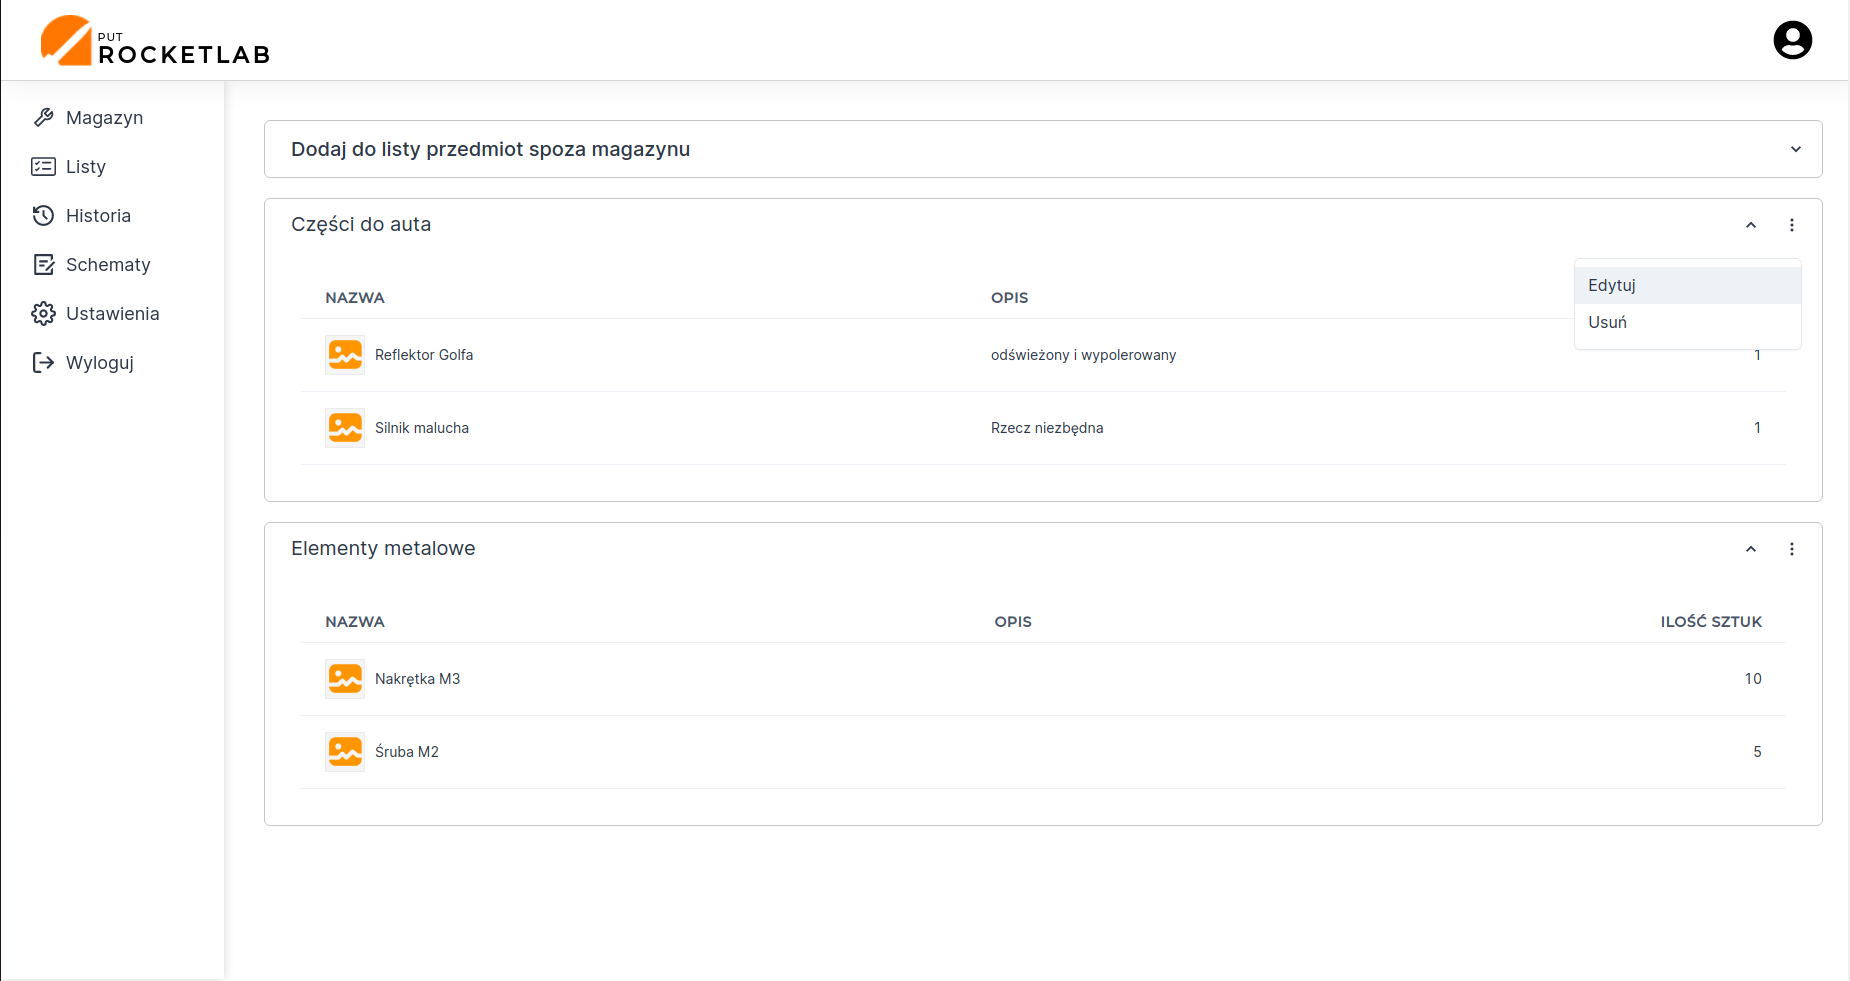 PUT
ROCKETLAB
Magazyn
Listy
Historia
Schematy
Ustawienia
Wyloguj
Dodaj do listy przedmiot spoza magazynu
Części do auta
Edytuj
Usuń
NAZWA OPIS
Reflektor Golfa odświeżony i wypolerowany 1
Silnik malucha Rzecz niezbędna 1
Elementy metalowe
NAZWA OPIS ILOŚĆ SZTUK
Nakrętka M3 10
Śruba M2 5